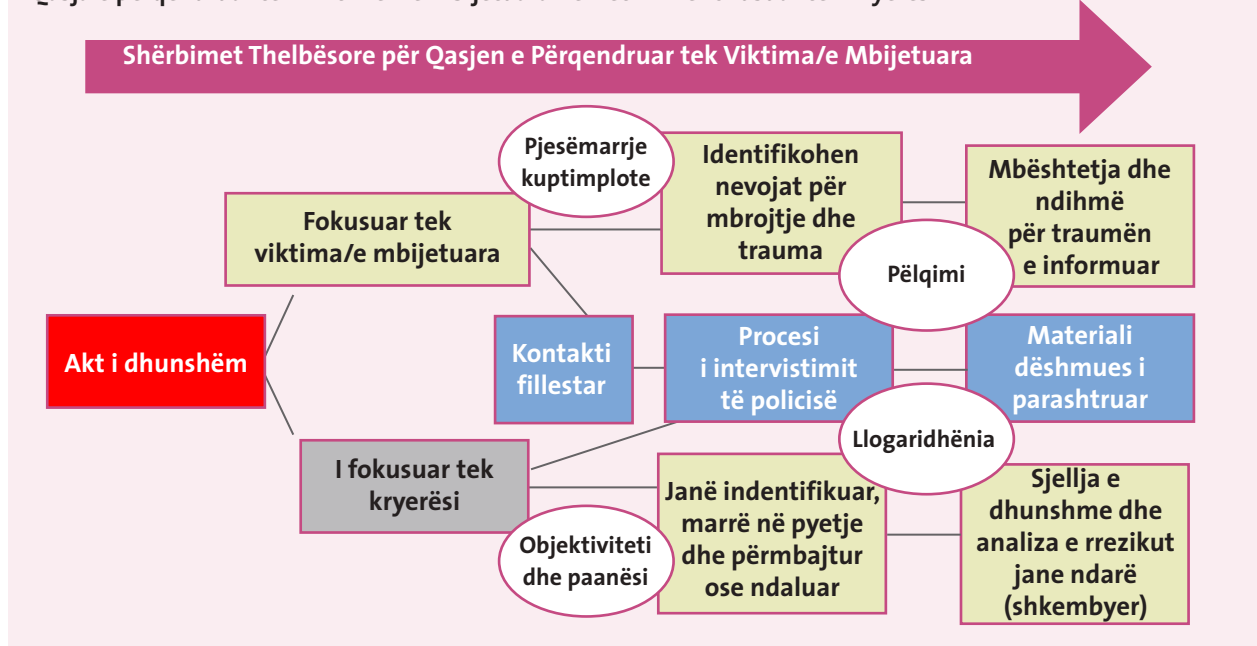 Shërbimet Thelbësore për Qasjen e Përqendruar tek Viktima/e Mbijetuara
Pjesëmarrje
kuptimplote
Identifikohen
nevojat për
mbrojtje dhe
trauma
Mbështetja dhe
ndihmë
për traumën
e informuar
Fokusuar tek
viktima/e mbijetuara
Pëlqimi
Akt i dhunshëm
Kontakti
fillestar
Procesi
i intervistimit
të policisë
Materiali
dëshmues i
parashtruar
Llogaridhënia
I fokusuar tek
kryerësi
Objektiviteti
dhe paanësi
Janë indentifikuar,
marrë në pyetje
dhe përmbajtur
ose ndaluar
Sjellja e
dhunshme dhe
analiza e rrezikut
jane ndarë
(shkembyer)